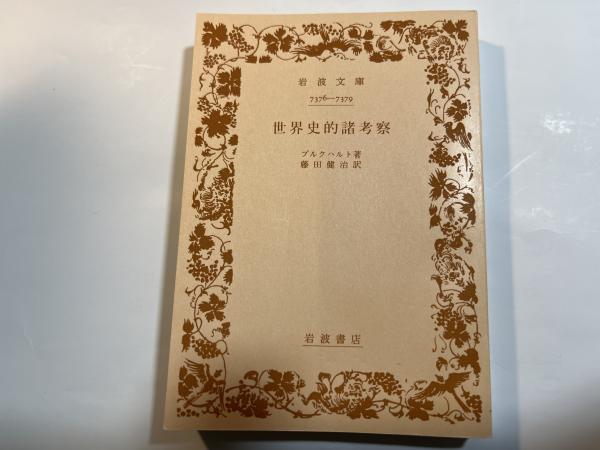 岩波文庫
7376—7379
世界史的諸考察
ブルクハルト著
藤田健治訳
岩波書店